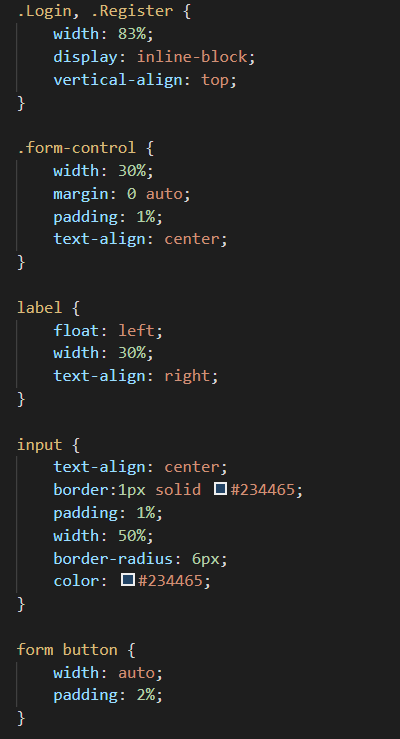 .Login, .Register {
    width: 83%;
    display: inline-block;
    vertical-align: top;
}

.form-control {
    width: 30%;
    margin: 0 auto;
    padding: 1%;
    text-align: center;
}

label {
    float: left;
    width: 30%;
    text-align: right;
}

input {
    text-align: center;
    border:1px solid #234465;
    padding: 1%;
    width: 50%;
    border-radius: 6px;
    color: #234465;
}

form button {
    width: auto;
    padding: 2%;
}